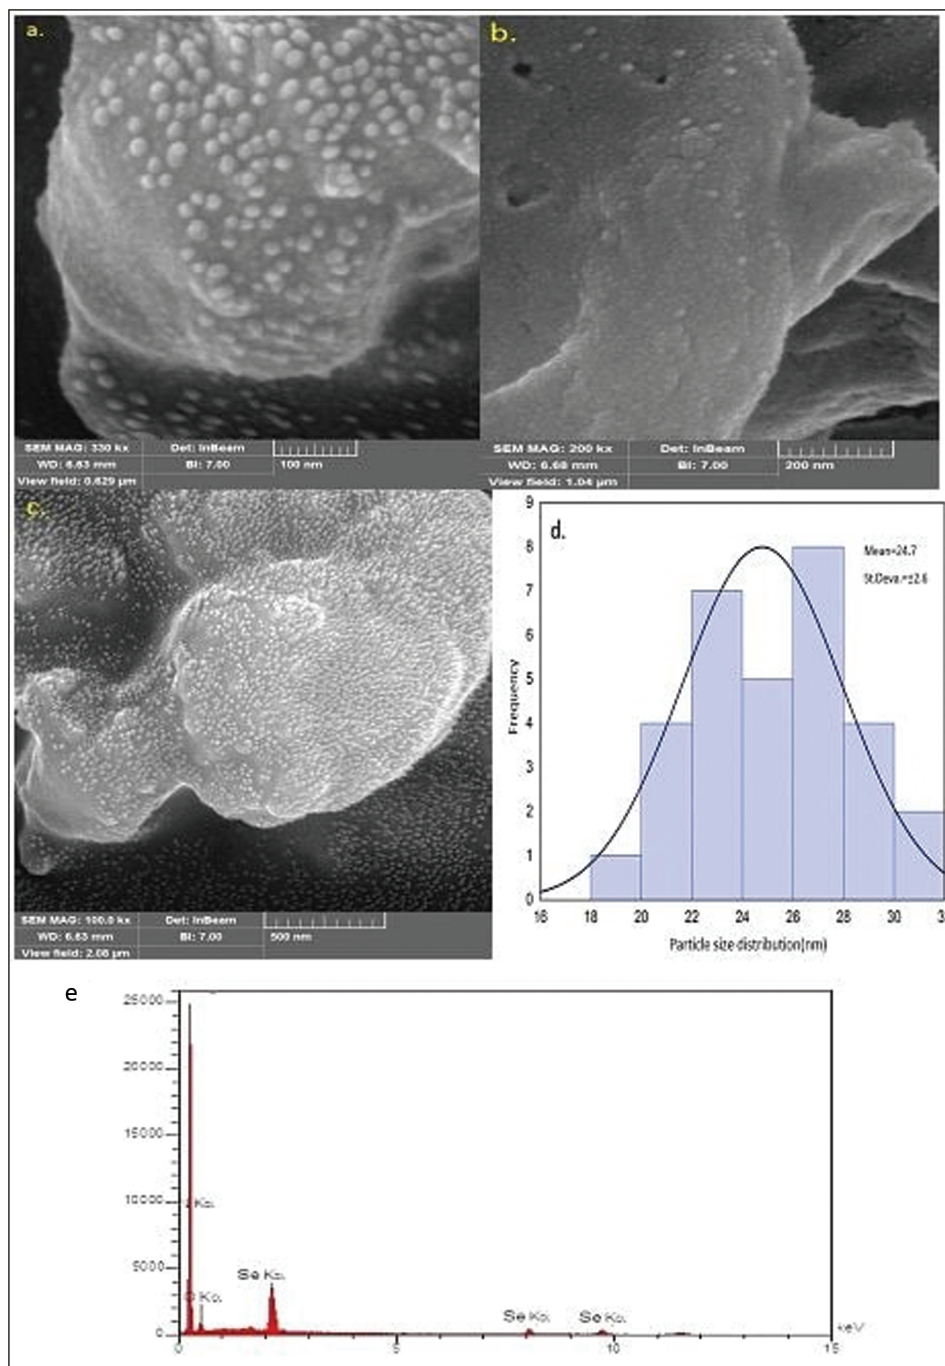 a.
b.
SEM MAG: 330 kx Det: InBeam
WD: 6.63 mm BI: 7.00 100 nm
View field: 0.629 µm
SEM MAG: 200 kx Det: InBeam
WD: 6.68 mm BI: 7.00 200 nm
View field: 1.04 µm
c.
SEM MAG: 100.0 kx Det: InBeam
WD: 6.63 mm BI: 7.00 500 nm
View field: 2.08 µm
d.
Mean=24.7
St.Deva.=±2.6
9
8
7
6
5
4
3
2
1
0
Frequency
16 18 20 22 24 26 28 30
Particle size distribution(nm)
e
25000
20000
15000
10000
5000
0
Kα
O Kα
Se Kα
Se Kα
Se Kα
0 5 10 15
keV